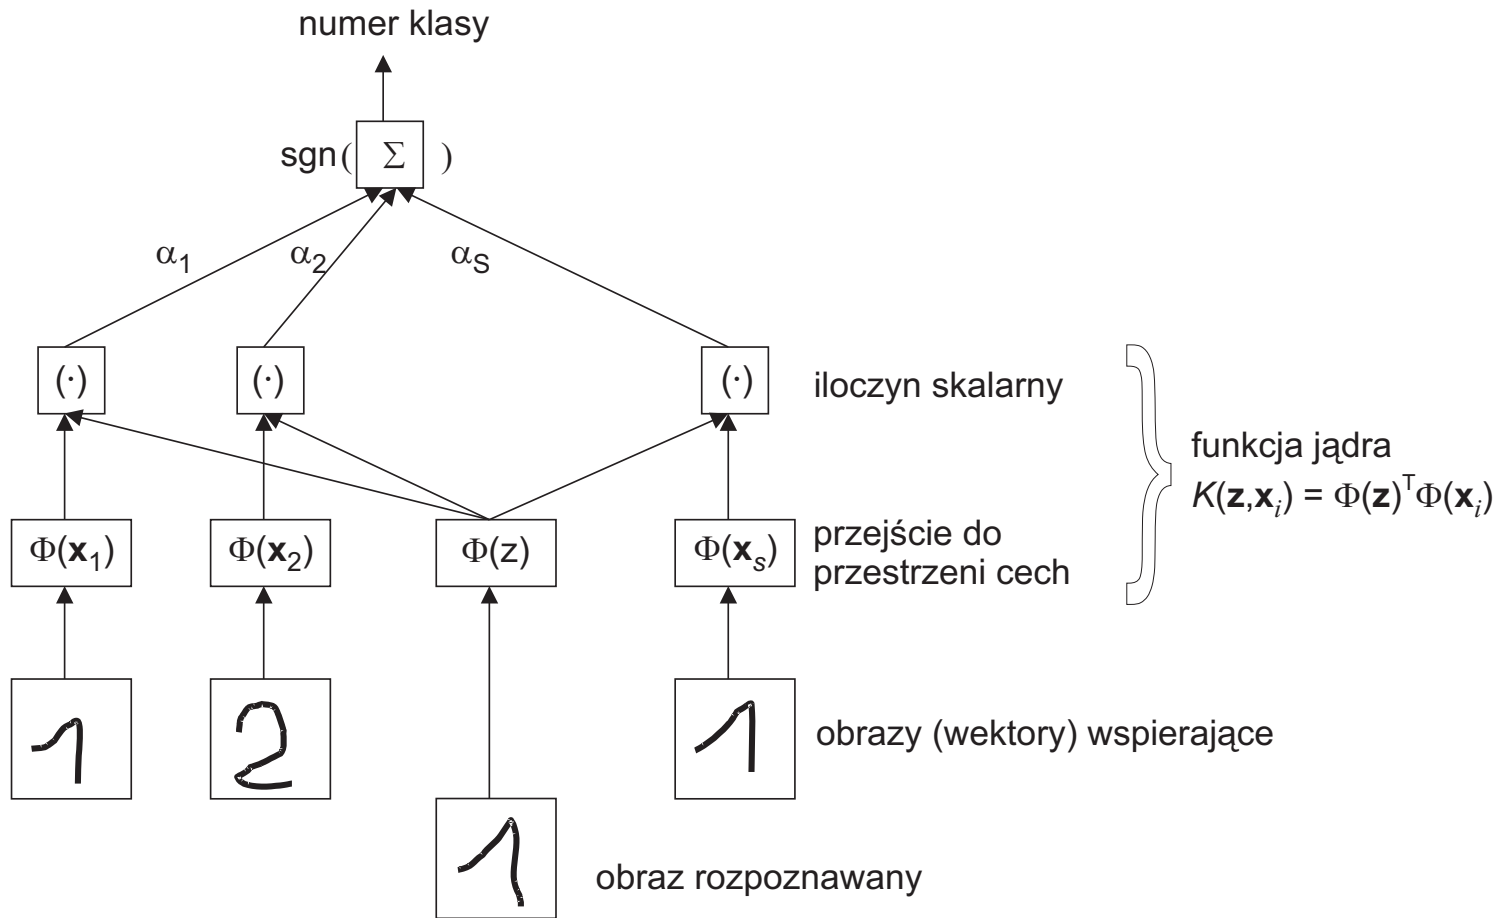 numer klasy
sgn( Σ )
α1 α2 αS
(·) (·) (·) iloczyn skalarny
funkcja jądra
K(z,xi) = Φ(z)ᵀΦ(xi)
Φ(x1) Φ(x2) Φ(z) Φ(xs) przejście do
przestrzeni cech
1 2 1 obrazy (wektory) wspierające
1 obraz rozpoznawany